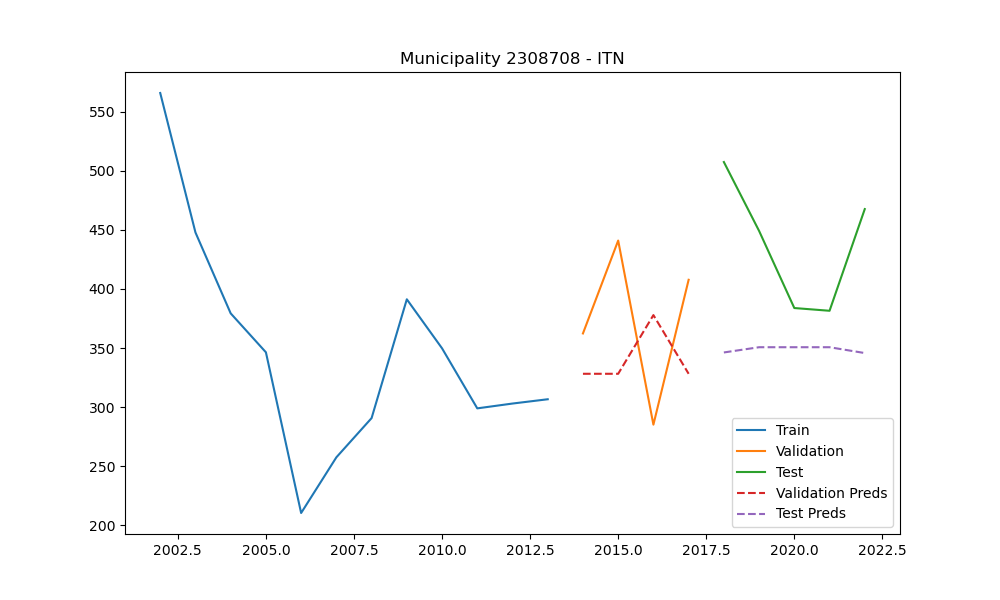 Municipality 2308708 - ITN
550
500
450
400
350
300
250
200
2002.5 2005.0 2007.5 2010.0 2012.5 2015.0 2017.5 2020.0 2022.5
Train
Validation
Test
Validation Preds
Test Preds